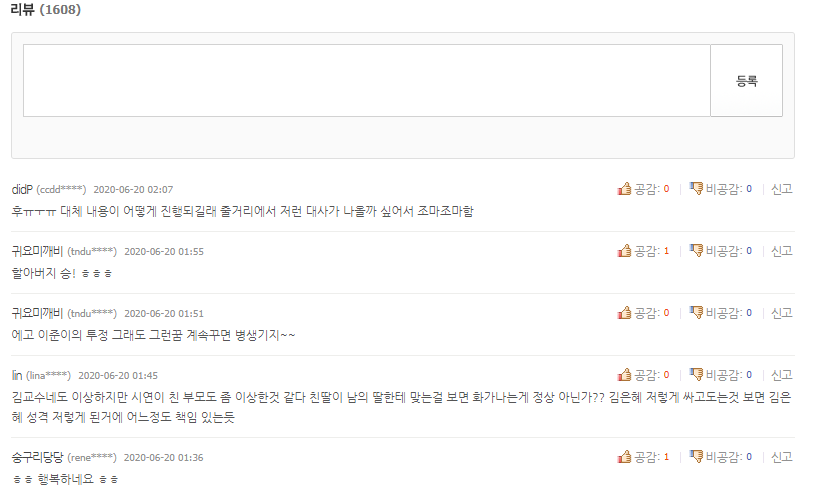 리뷰 (1608)
등록
didP (ccdd****) 2020-06-20 02:07 공감: 0 비공감: 0 신고
후ㅠㅜㅠ 대체 내용이 어떻게 진행되길래 줄거리에서 저런 대사가 나올까 싶어서 조마조마함
귀요미깨비 (tndu****) 2020-06-20 01:55 공감: 1 비공감: 0 신고
할아버지 승! ㅎㅎㅎ
귀요미깨비 (tndu****) 2020-06-20 01:51 공감: 0 비공감: 0 신고
에고 이준이의 투정 그래도 그런꿈 계속꾸면 병생기지~~
lin (lina****) 2020-06-20 01:45 공감: 0 비공감: 0 신고
김교수네도 이상하지만 시연이 친 부모도 좀 이상한것 같다 친딸이 남의 딸한테 맞는걸 보면 화가나는게 정상 아닌가?? 김은혜 저렇게 싸고도는것 보면 김은
혜 성격 저렇게 된거에 어느정도 책임 있는듯
숭구리당당 (rene****) 2020-06-20 01:36 공감: 1 비공감: 0 신고
ㅎㅎ 행복하네요 ㅎㅎ